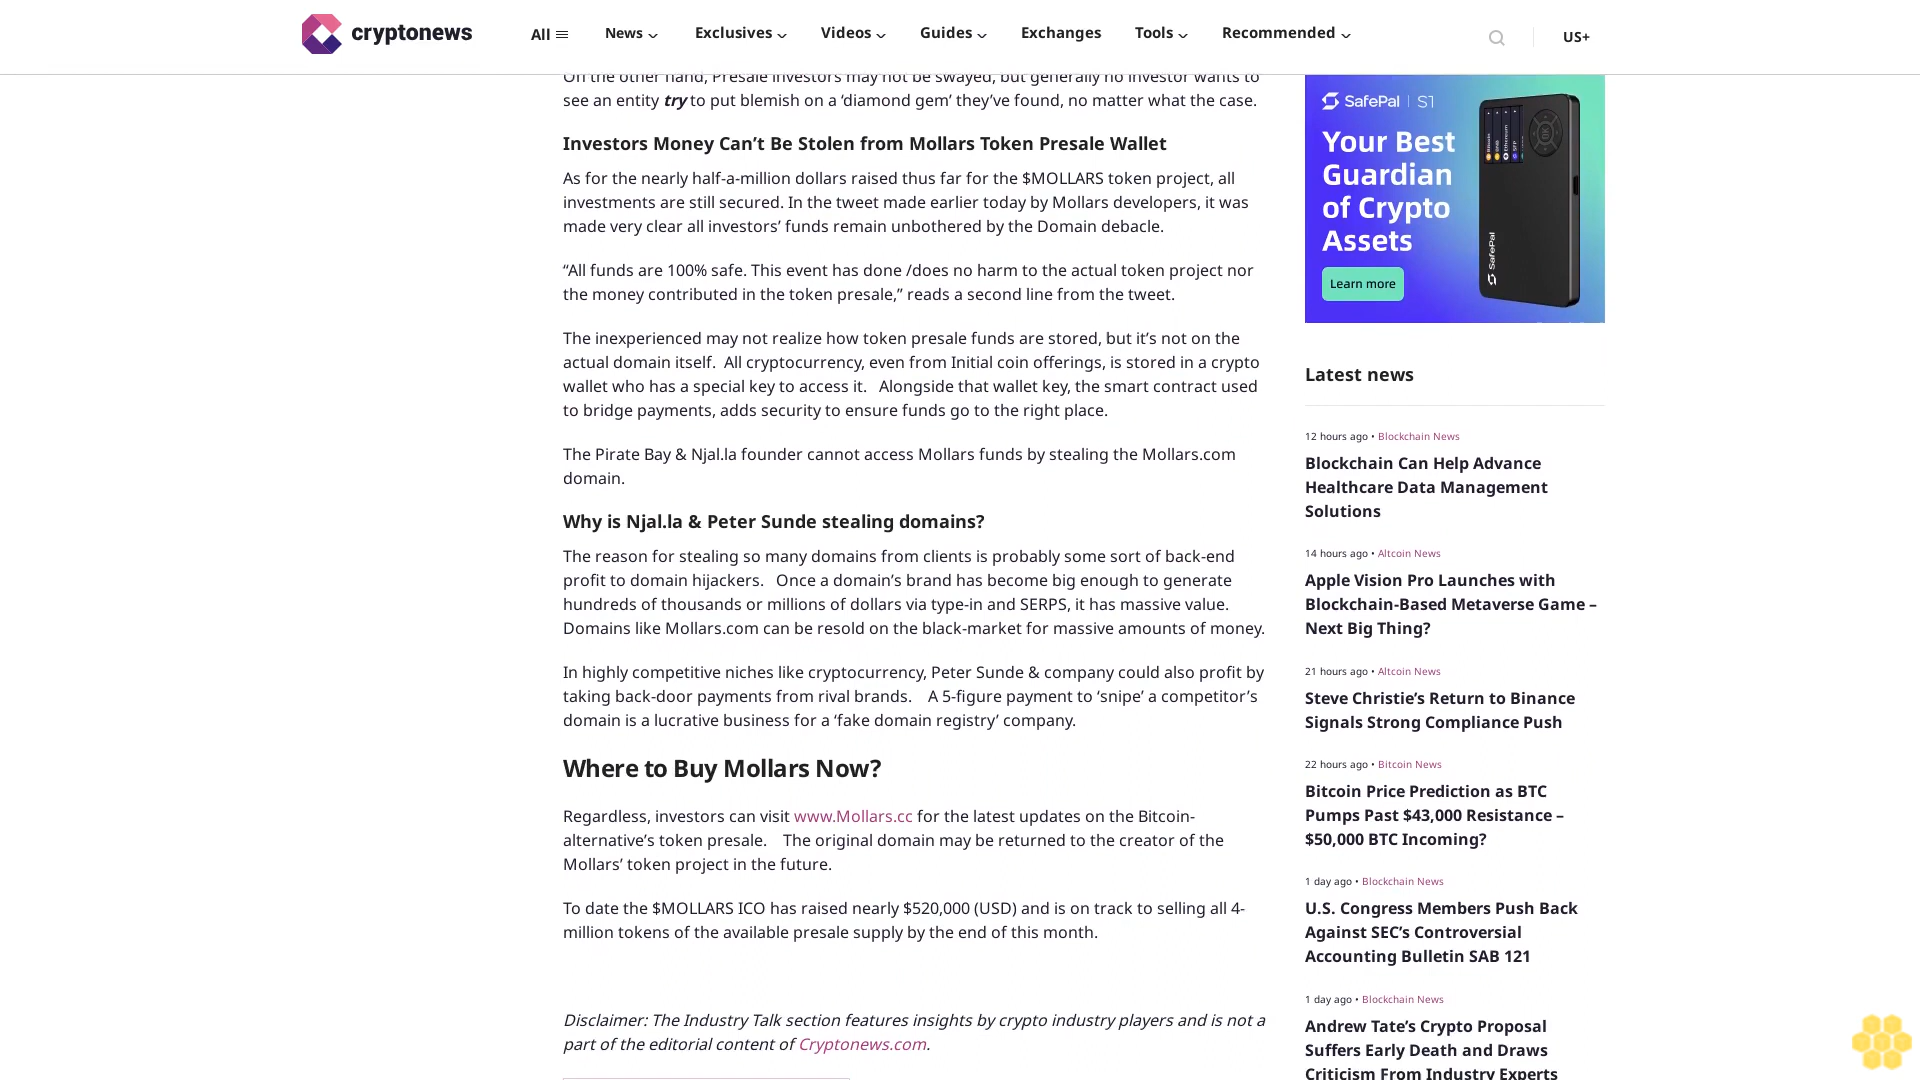 cryptonews
All
News
Exclusives
Videos
Guides
Exchanges
Tools
Recommended
US+
On the other hand, Presale investors may not be swayed, but generally no investor wants to
see an entity try to put blemish on a ‘diamond gem’ they’ve found, no matter what the case.
Investors Money Can’t Be Stolen from Mollars Token Presale Wallet
As for the nearly half-a-million dollars raised thus far for the $MOLLARS token project, all
investments are still secured. In the tweet made earlier today by Mollars developers, it was
made very clear all investors’ funds remain unbothered by the Domain debacle.
“All funds are 100% safe. This event has done /does no harm to the actual token project nor
the money contributed in the token presale,” reads a second line from the tweet.
The inexperienced may not realize how token presale funds are stored, but it’s not on the
actual domain itself.  All cryptocurrency, even from Initial coin offerings, is stored in a crypto
wallet who has a special key to access it.   Alongside that wallet key, the smart contract used
to bridge payments, adds security to ensure funds go to the right place.
The Pirate Bay & Njal.la founder cannot access Mollars funds by stealing the Mollars.com
domain.
Why is Njal.la & Peter Sunde stealing domains?
The reason for stealing so many domains from clients is probably some sort of back-end
profit to domain hijackers.   Once a domain’s brand has become big enough to generate
hundreds of thousands or millions of dollars via type-in and SERPS, it has massive value.
Domains like Mollars.com can be resold on the black-market for massive amounts of money.
In highly competitive niches like cryptocurrency, Peter Sunde & company could also profit by
taking back-door payments from rival brands.    A 5-figure payment to ‘snipe’ a competitor’s
domain is a lucrative business for a ‘fake domain registry’ company.
Where to Buy Mollars Now?
Regardless, investors can visit www.Mollars.cc for the latest updates on the Bitcoin-
alternative’s token presale.    The original domain may be returned to the creator of the
Mollars’ token project in the future.
To date the $MOLLARS ICO has raised nearly $520,000 (USD) and is on track to selling all 4-
million tokens of the available presale supply by the end of this month.
Disclaimer: The Industry Talk section features insights by crypto industry players and is not a
part of the editorial content of Cryptonews.com.
SafePal | S1
Your Best
Guardian
of Crypto
Assets
Learn more
SafePal
Latest news
12 hours ago • Blockchain News
Blockchain Can Help Advance
Healthcare Data Management
Solutions
14 hours ago • Altcoin News
Apple Vision Pro Launches with
Blockchain-Based Metaverse Game –
Next Big Thing?
21 hours ago • Altcoin News
Steve Christie’s Return to Binance
Signals Strong Compliance Push
22 hours ago • Bitcoin News
Bitcoin Price Prediction as BTC
Pumps Past $43,000 Resistance –
$50,000 BTC Incoming?
1 day ago • Blockchain News
U.S. Congress Members Push Back
Against SEC’s Controversial
Accounting Bulletin SAB 121
1 day ago • Blockchain News
Andrew Tate’s Crypto Proposal
Suffers Early Death and Draws
Criticism From Industry Experts